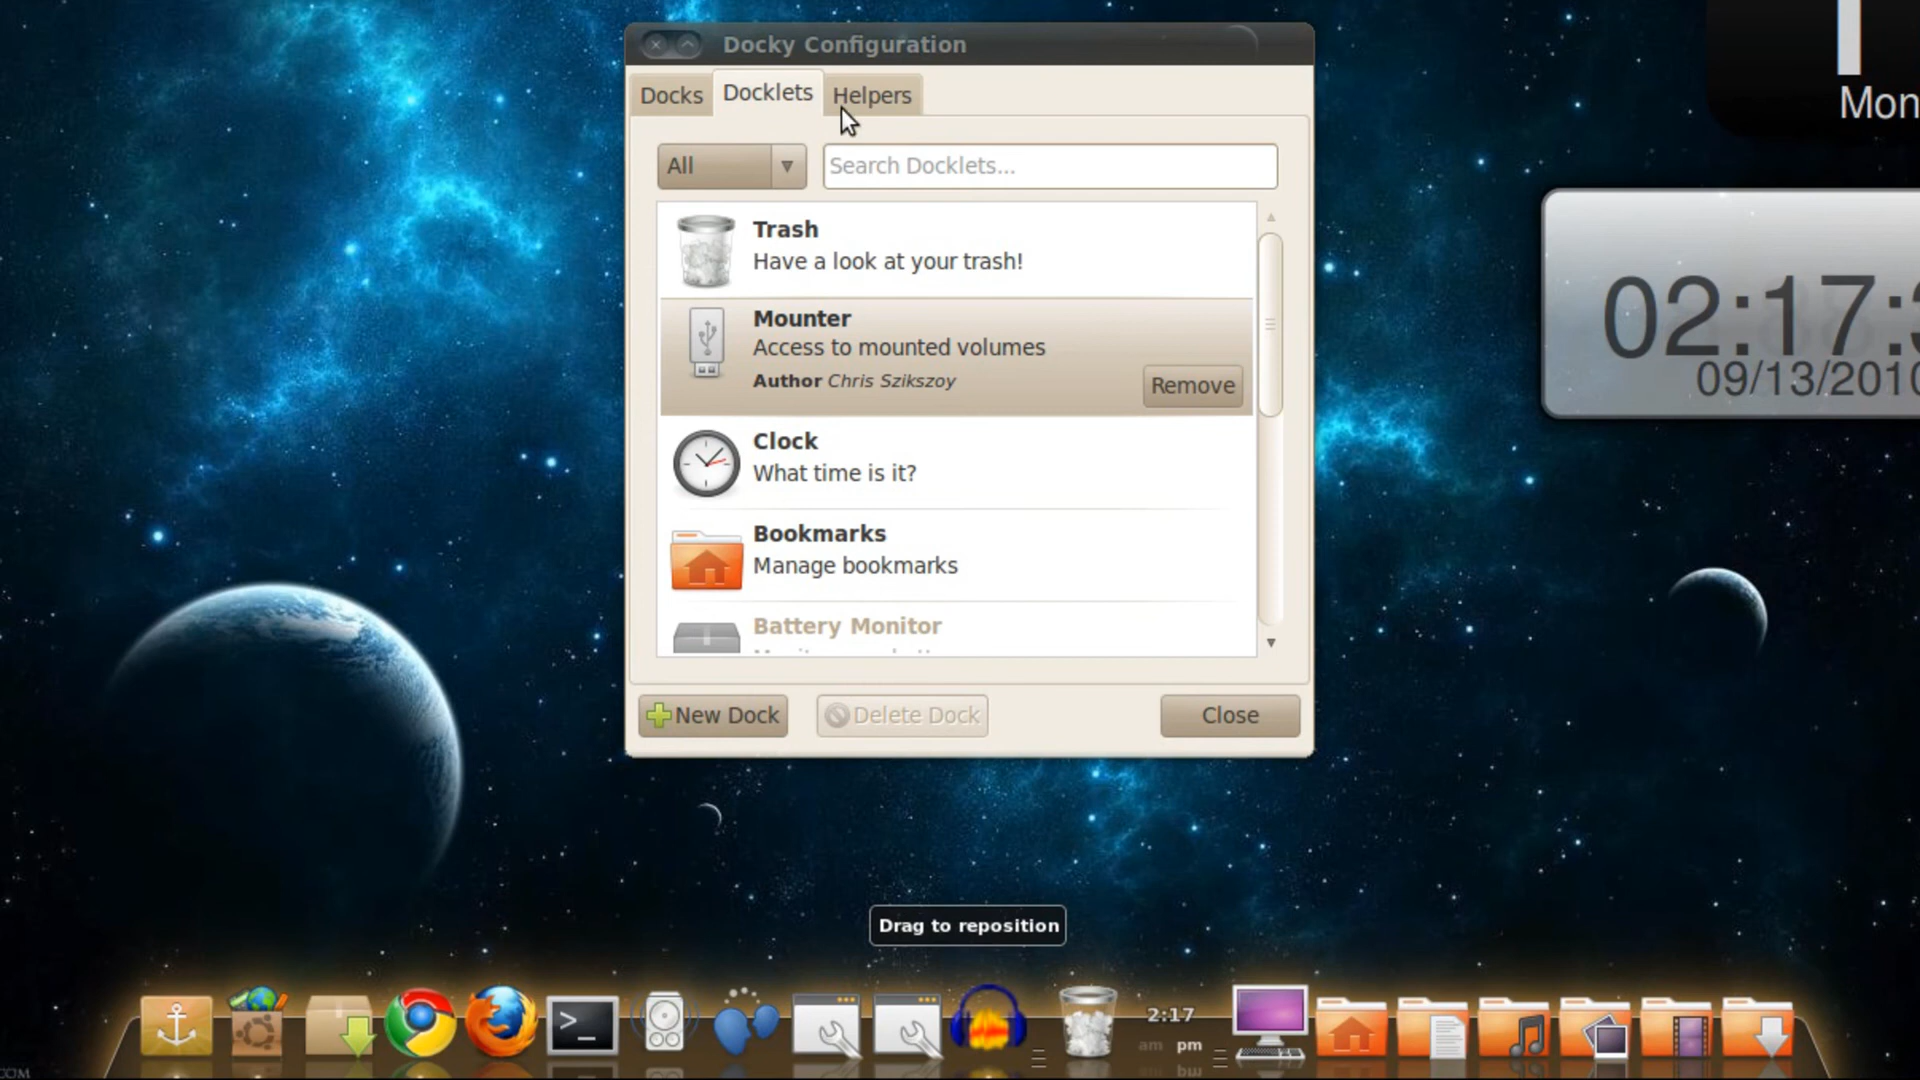 Docky Configuration
Mon
Docks Docklets Helpers
All Search Docklets...
Trash
Have a look at your trash!
Mounter
Access to mounted volumes
Author Chris Szikszoy
Remove
02:17:
09/13/2010
Clock
What time is it?
Bookmarks
Manage bookmarks
Battery Monitor
New Dock Delete Dock Close
Drag to reposition
2:17
am pm
COM